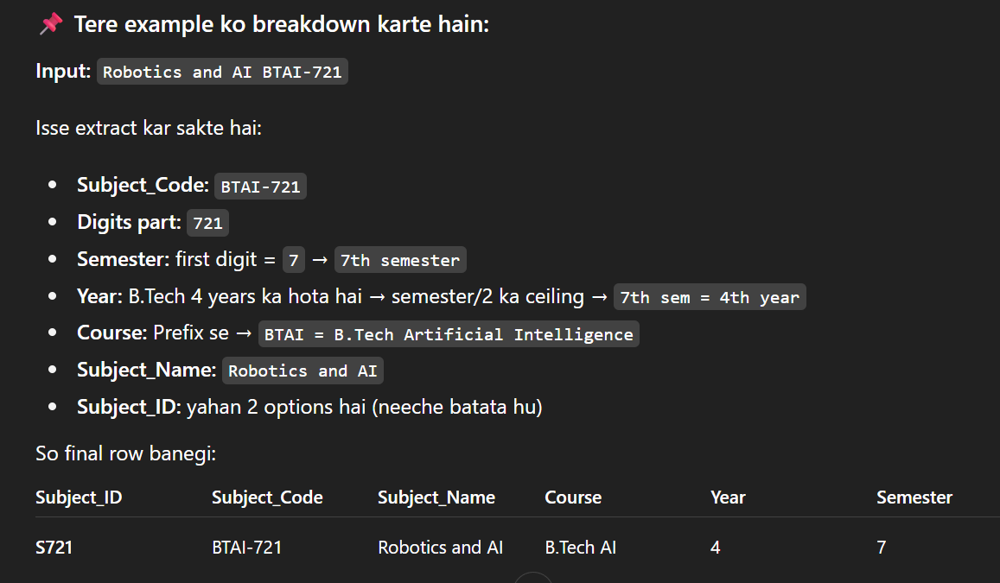 📌 Tere example ko breakdown karte hain:
Input: Robotics and AI BTAI-721
Isse extract kar sakte hai:
• Subject_Code: BTAI-721
• Digits part: 721
• Semester: first digit = 7 → 7th semester
• Year: B.Tech 4 years ka hota hai → semester/2 ka ceiling → 7th sem = 4th year
• Course: Prefix se → BTAI = B.Tech Artificial Intelligence
• Subject_Name: Robotics and AI
• Subject_ID: yahan 2 options hai (neeche batata hu)
So final row banegi:
Subject_ID Subject_Code Subject_Name Course Year Semester
S721 BTAI-721 Robotics and AI B.Tech AI 4 7